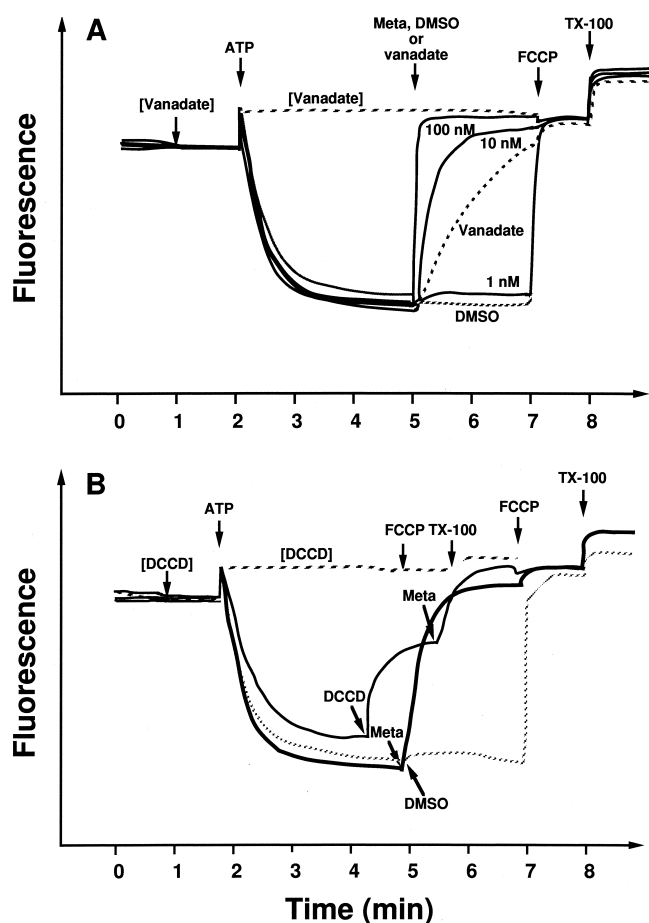 A
Fluorescence
ATP
Meta, DMSO
or
vanadate
FCCP
TX-100
[Vanadate]
[Vanadate]
100 nM
10 nM
Vanadate
1 nM
DMSO
0 1 2 3 4 5 6 7 8
B
Fluorescence
ATP
[DCCD]
[DCCD]
FCCP TX-100
FCCP
TX-100
Meta
DCCD
Meta
DMSO
0 1 2 3 4 5 6 7 8
Time (min)